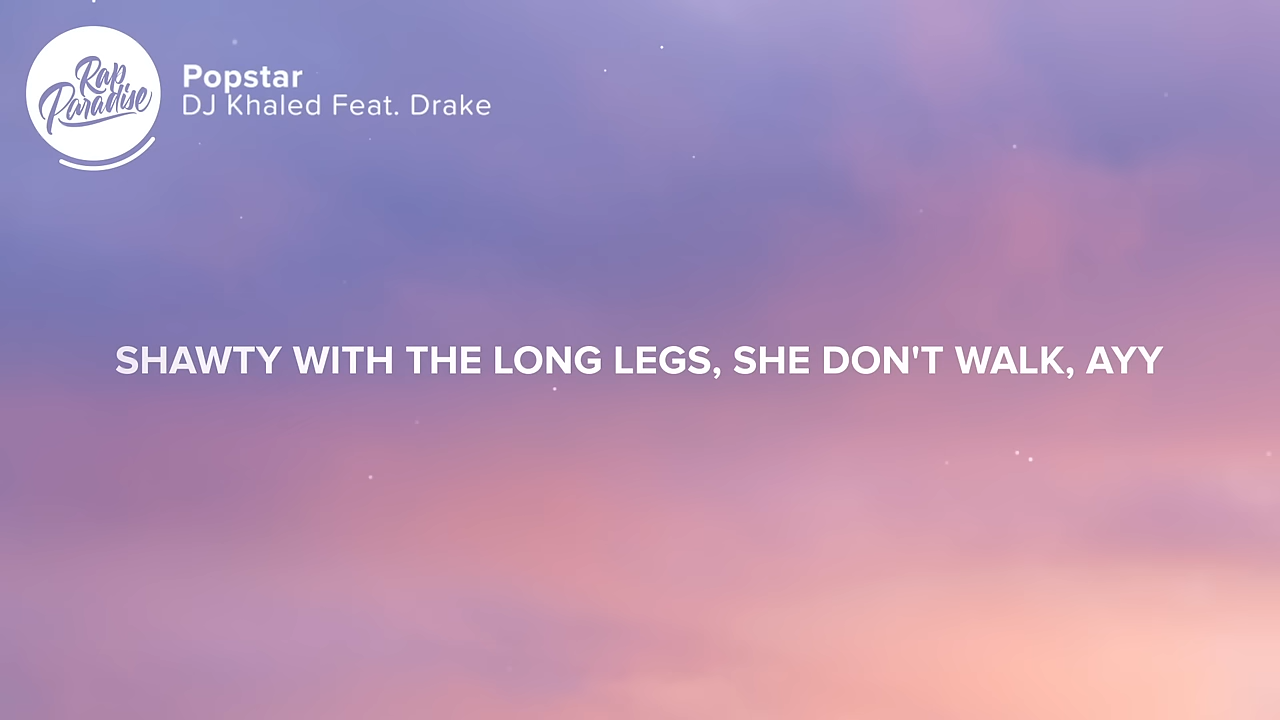 Rap
Paradise
Popstar
DJ Khaled Feat. Drake
SHAWTY WITH THE LONG LEGS, SHE DON'T WALK, AYY